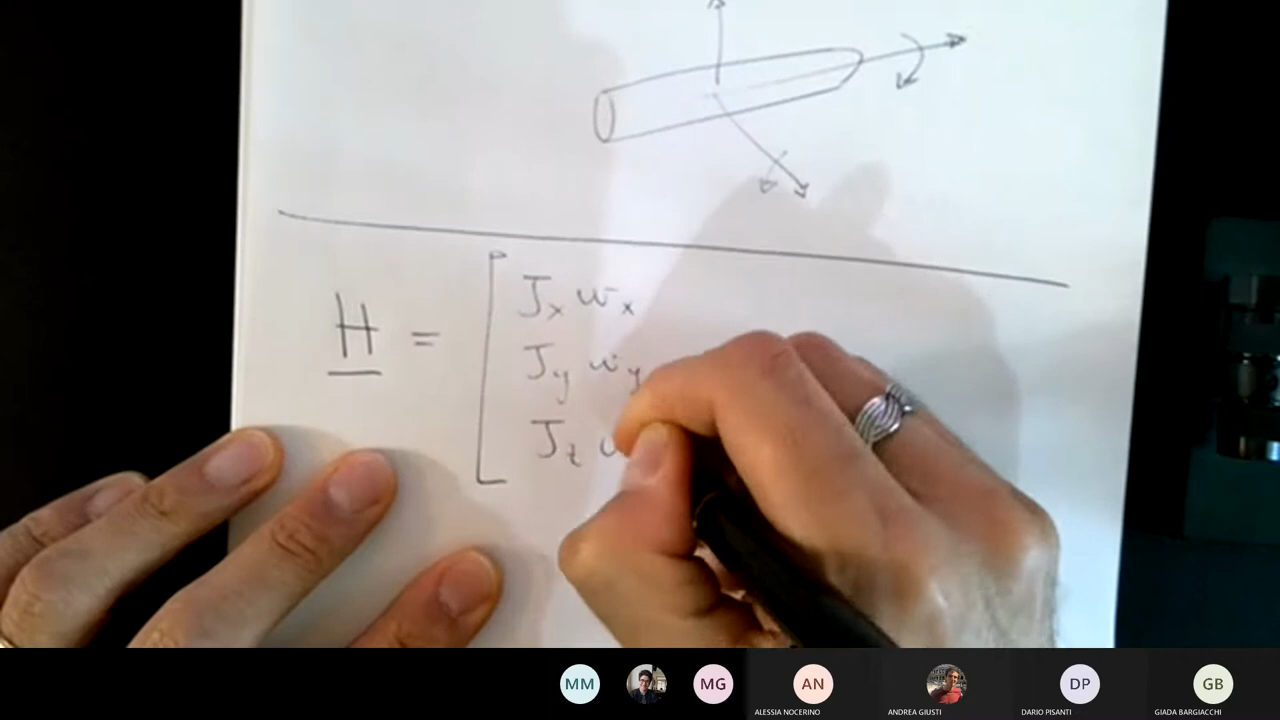 H = [ Jx ωx
Jy ωy
Jz
MM MG AN DP GB
ALESSIA NOCERINO ANDREA GIUSTI DARIO PISANTI GIADA BARGIACCHI